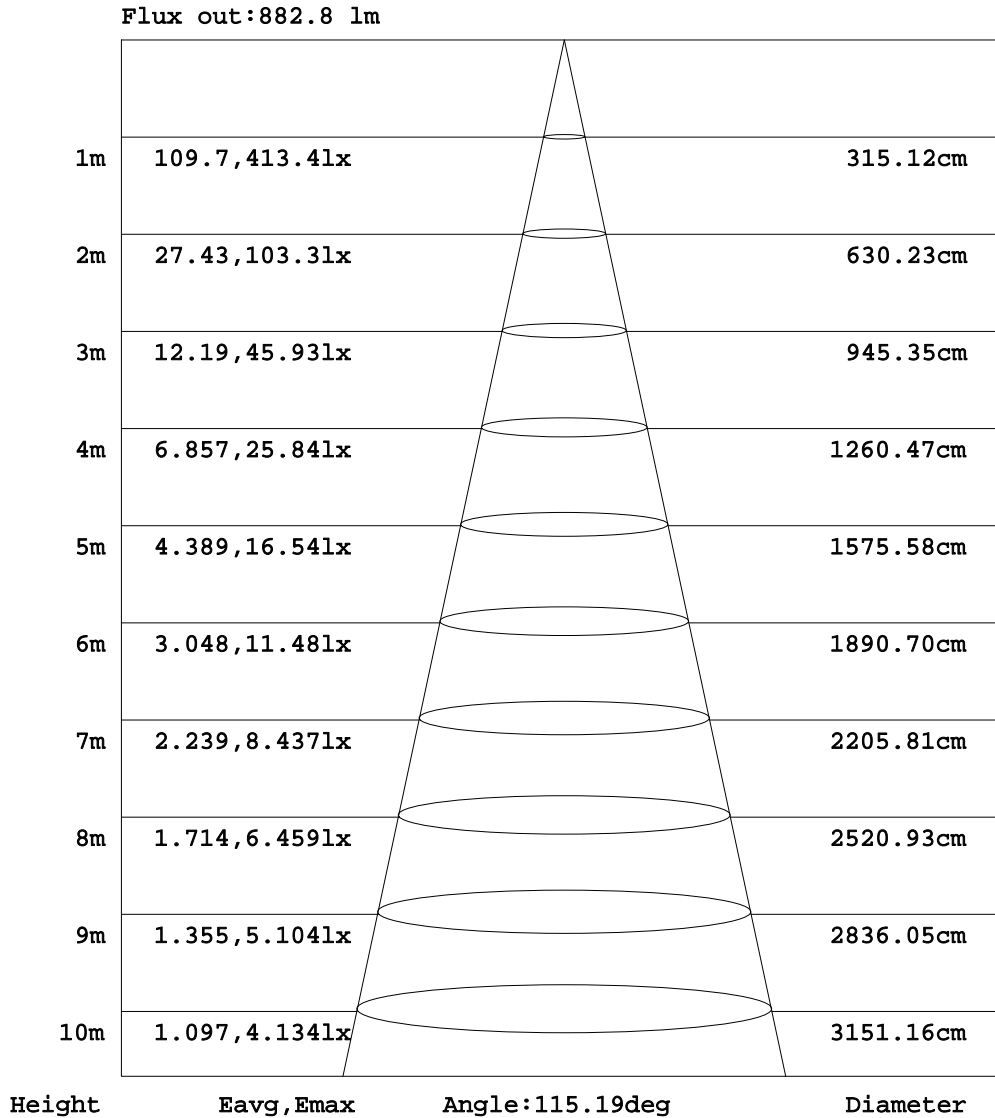 Flux out:882.8 lm
1m 109.7,413.4lx 315.12cm
2m 27.43,103.3lx 630.23cm
3m 12.19,45.93lx 945.35cm
4m 6.857,25.84lx 1260.47cm
5m 4.389,16.54lx 1575.58cm
6m 3.048,11.48lx 1890.70cm
7m 2.239,8.437lx 2205.81cm
8m 1.714,6.459lx 2520.93cm
9m 1.355,5.104lx 2836.05cm
10m 1.097,4.134lx 3151.16cm
Height Eavg,Emax Angle:115.19deg Diameter